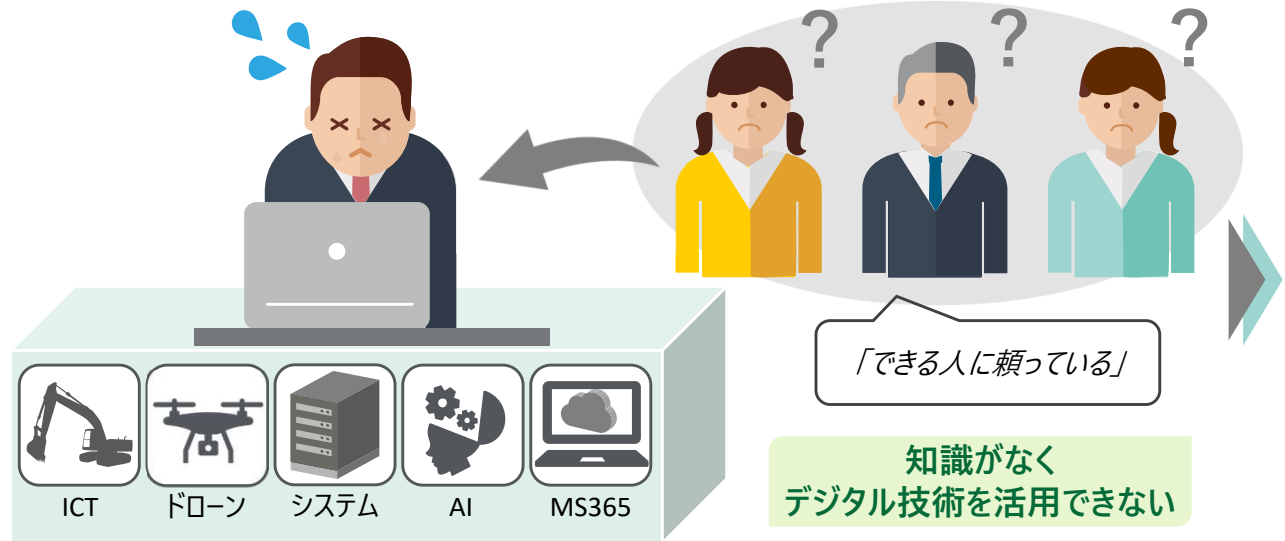 ?
?
?
「できる人に頼っている」
ICT
ドローン
システム
AI
MS365
知識がなく
デジタル技術を活用できない